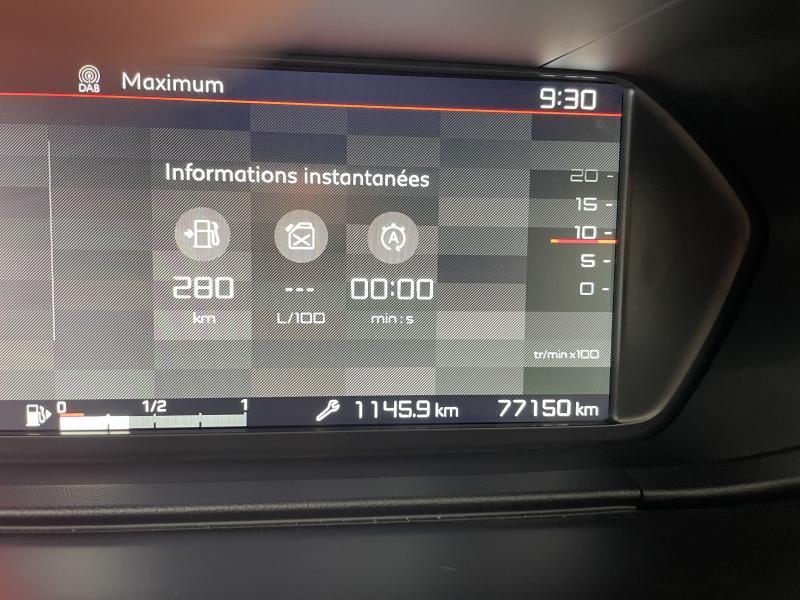 DAB Maximum 9:30
Informations instantanées
20
15
10
5
0
A
280 --- 00:00
km L/100 min : s
tr/min x100
0 1/2 1
1145.9 km 77150 km